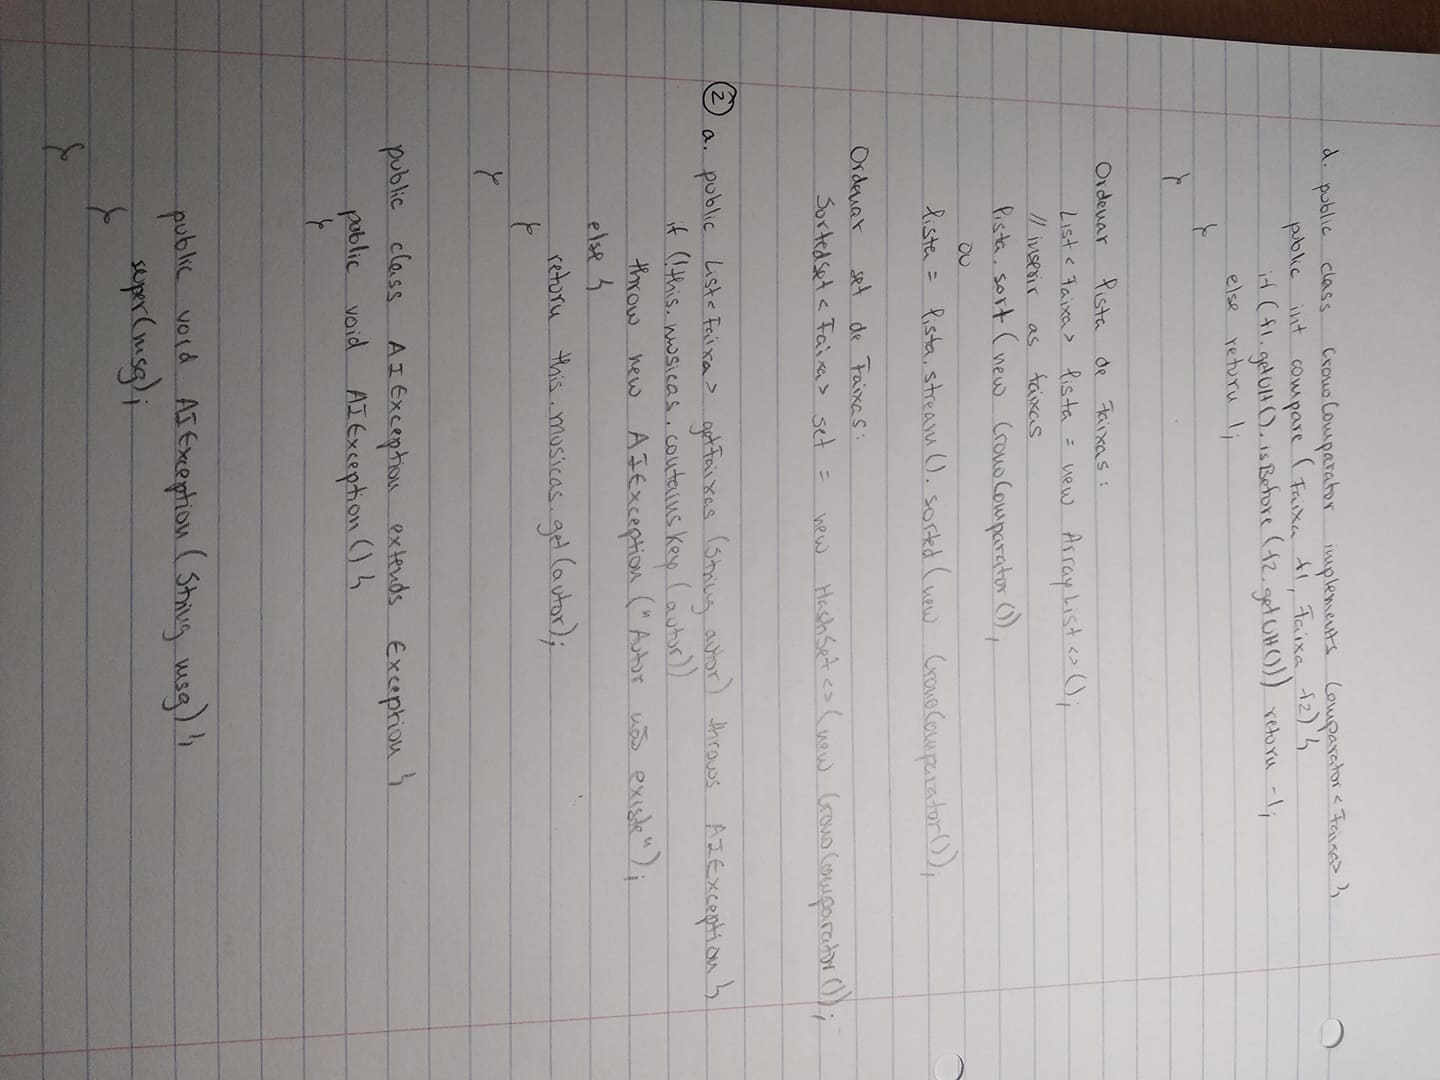 d. public class CronoComparator implements Comparator<Faixa> {
public int compare (Faixa f1, Faixa f2) {
if (f1.getUH().isBefore(f2.getUH())) return -1;
else return 1;
}
}
Ordenar lista de Faixas:
List<Faixa> lista = new ArrayList<>();
// inserir as faixas
lista.sort(new CronoComparator());
ou
lista = lista.stream().sorted(new CronoComparator());
Ordenar set de Faixas:
SortedSet<Faixa> set = new HashSet<>(new CronoComparator());
2 a. public List<Faixa> getFaixas (String autor) throws AIException {
if (!this.musicas.containsKey(autor))
throw new AIException ("Autor não existe");
else {
return this.musicas.get(autor);
}
}
public class AIException extends Exception {
public void AIException() {
}
public void AIException (String msg) {
super(msg);
}
}